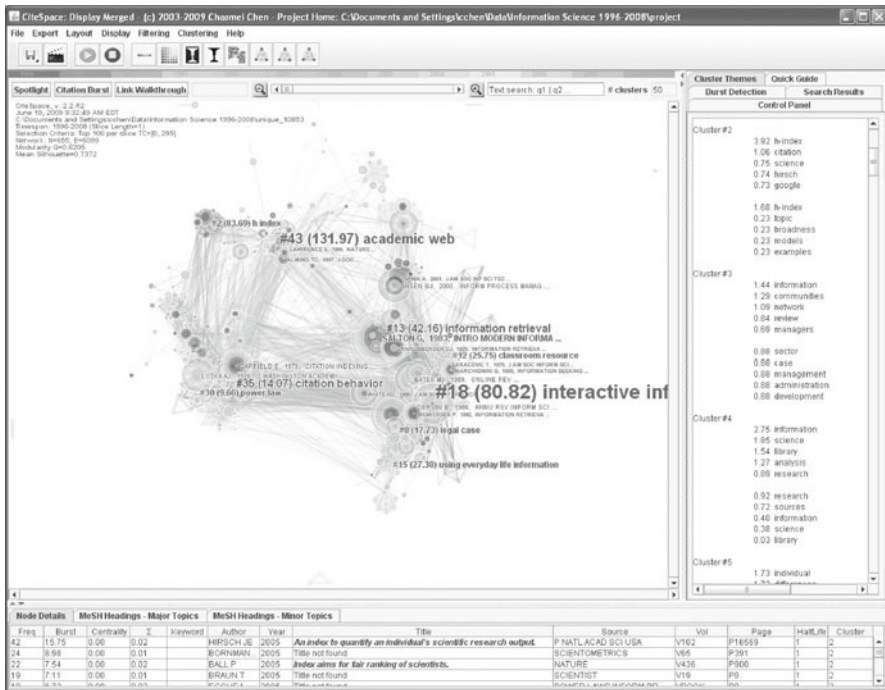 CiteSpace: Display Merged - (c) 2003-2009 Chaomei Chen - Project Home: C:\Documents and Settings\cchen\Data\Information Science 1996-2008\project
File Export Layout Display Filtering Clustering Help
Spotlight Citation Burst Link Walkthrough
Text search: q1 | q2 ...
# clusters 50
CiteSpace, v. 2.2.R2
June 19, 2009 9:32:49 AM EDT
C:\Documents and Settings\cchen\Data\Information Science 1996-2008\unique_10853
Timespan: 1996-2008 (Slice Length=1)
Modularity Q=0.6205
Mean Silhouette=0.7372
#2 (83.69) h index
#43 (131.97) academic web
#13 (42.16) information retrieval
SALTON G, 1983, INTRO MODERN INFORMA ...
#12 (25.75) classroom resource
#35 (14.07) citation behavior
#30 (9.66) power law
#18 (80.82) interactive inf
#8 (17.73) legal case
#15 (27.38) using everyday life information
Cluster Themes Quick Guide
Burst Detection Search Results
Control Panel
Cluster #2
3.92 h-index
1.06 citation
0.75 science
0.74 hirsch
0.73 google
1.68 h-index
0.23 topic
0.23 broadness
0.23 models
0.23 examples
Cluster #3
1.44 information
1.29 communities
1.09 network
0.84 review
0.69 managers
0.88 sector
0.88 case
0.88 management
0.88 administration
0.88 development
Cluster #4
2.75 information
1.85 science
1.54 library
1.27 analysis
0.89 research
0.92 research
0.72 sources
0.40 information
0.38 science
0.03 library
Cluster #5
1.73 individual
Node Details MeSH Headings - Major Topics MeSH Headings - Minor Topics
Freq Burst Centrality Σ Keyword Author Year Title Source Vol Page HalfLife Cluster
42 15.75 0.00 0.02 HIRSCH JE 2005 An index to quantify an individual's scientific research output. P NATL ACAD SCI USA V102 P16569 1 2
24 8.98 0.00 0.01 BORNMAN... 2005 Title not found SCIENTOMETRICS V65 P391 1 2
22 7.54 0.00 0.02 BALL P 2005 Index aims for fair ranking of scientists. NATURE V436 P900 1 2
19 7.11 0.00 0.01 BRAUN T 2005 Title not found SCIENTIST V19 P8 1 2